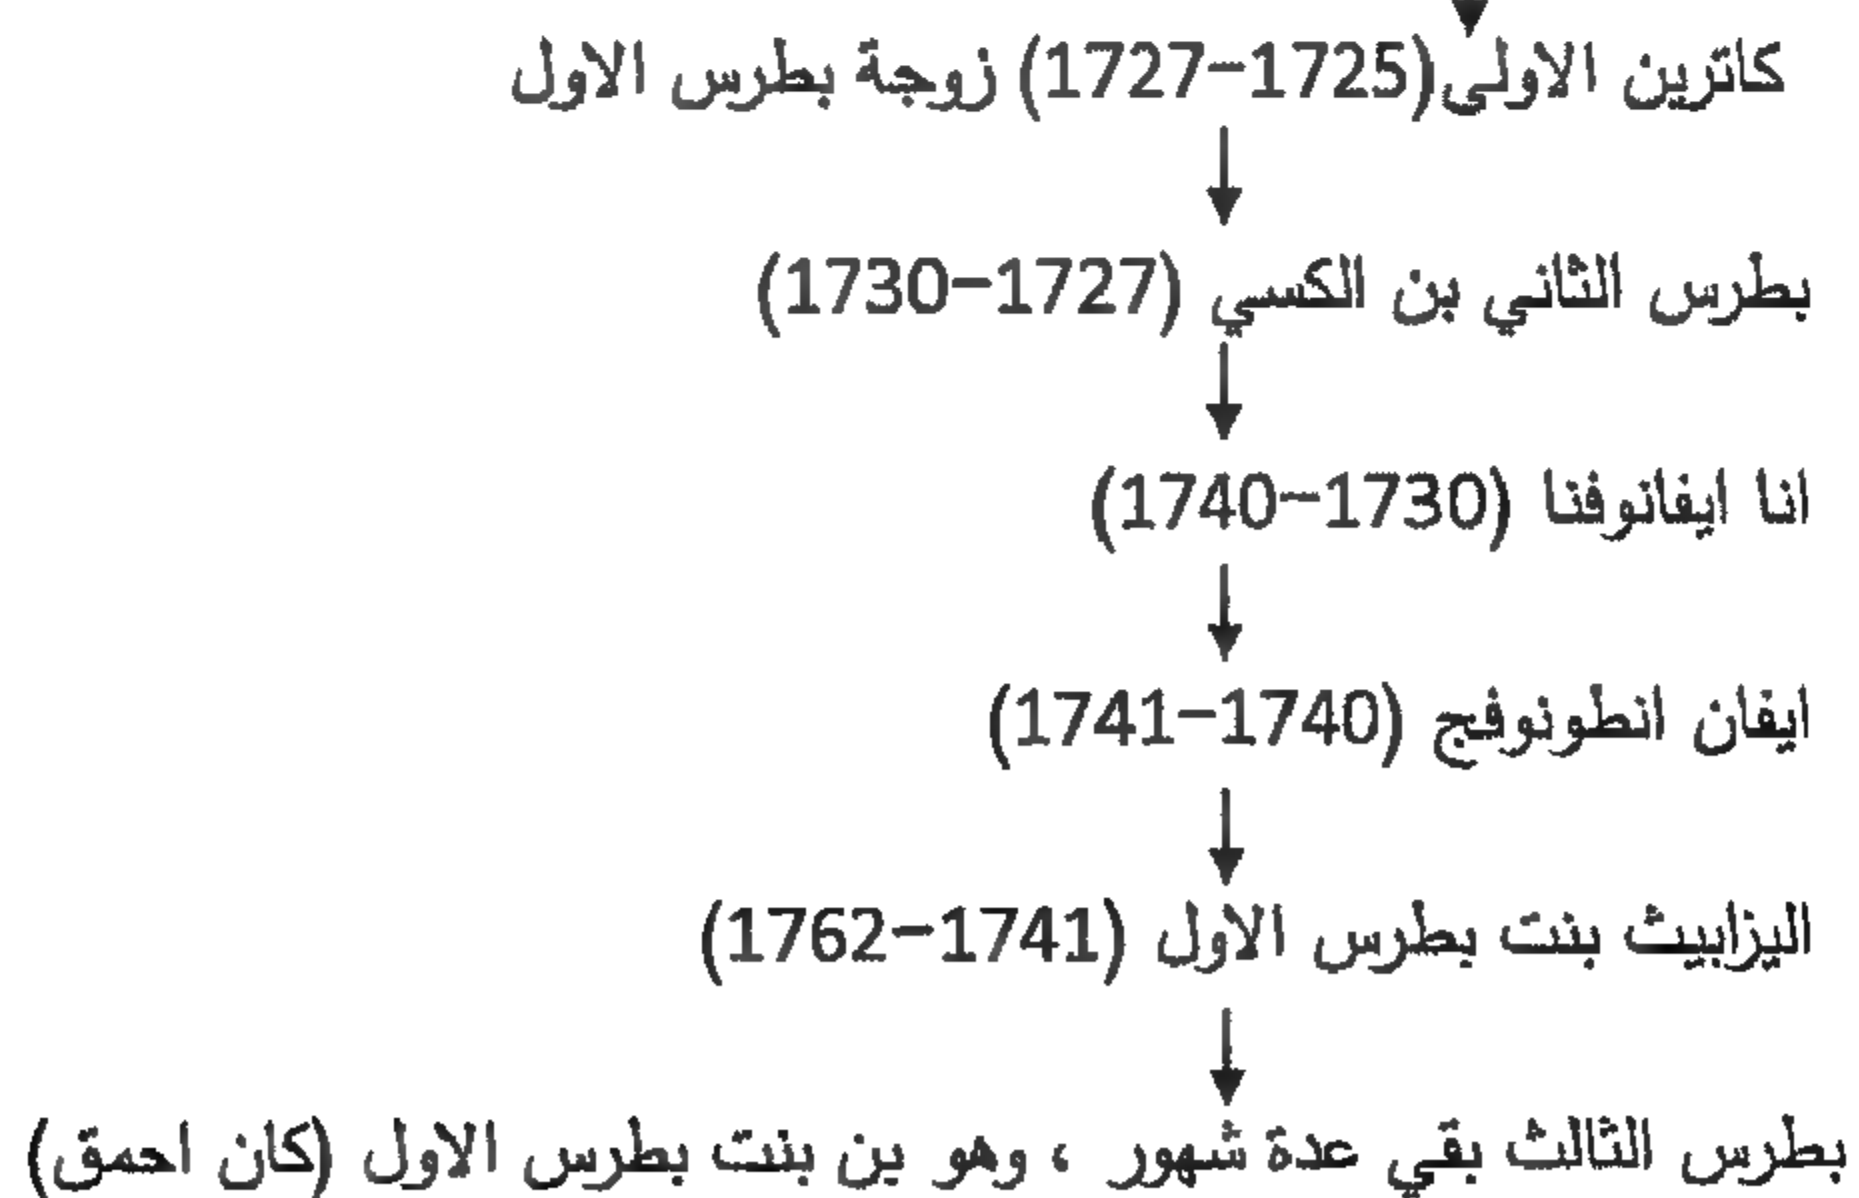 كاترين الاولى(1725–1727) زوجة بطرس الاول
بطرس الثاني بن الكسي (1727–1730)
انا ايفانوفنا (1730–1740)
ايفان انطونوفج (1740–1741)
اليزابيث بنت بطرس الاول (1741–1762)
بطرس الثالث بقي عدة شهور ، وهو بن بنت بطرس الاول (كان احمق)